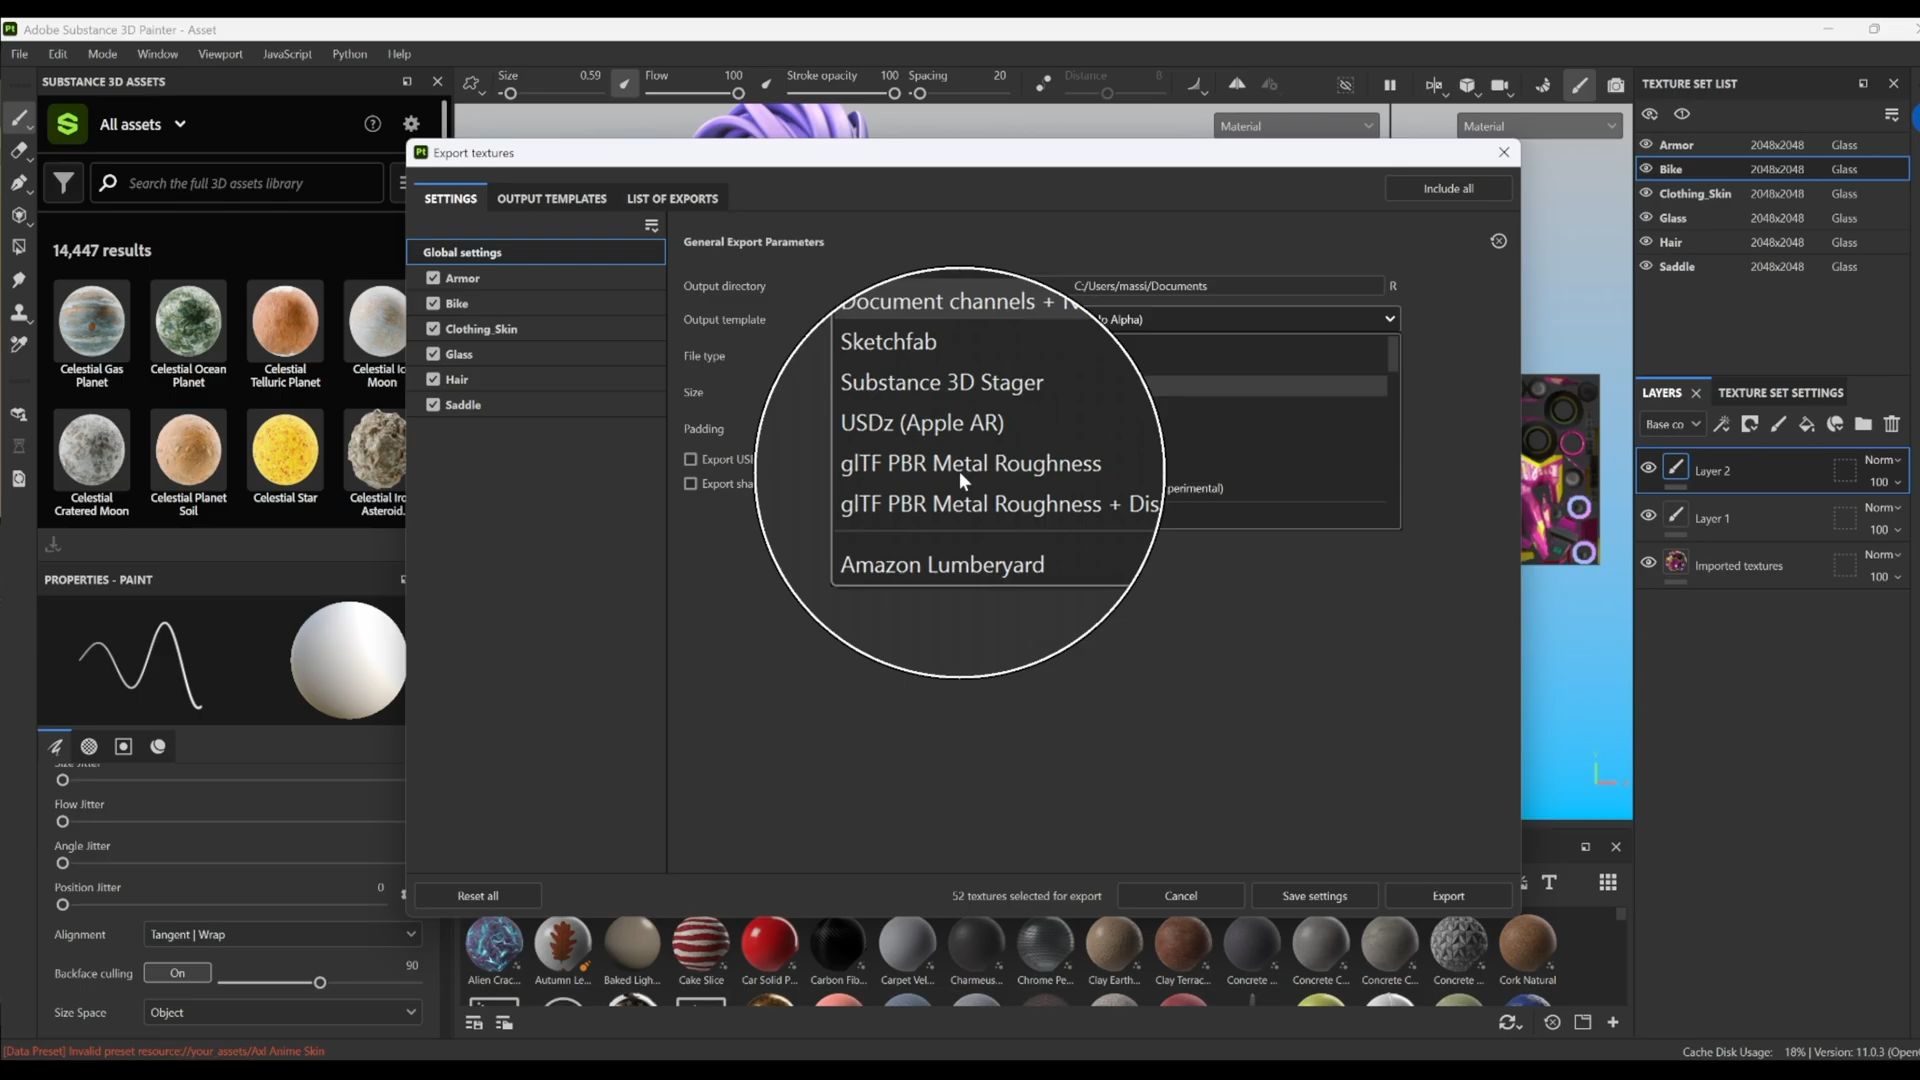 Adobe Substance 3D Painter - Asset
File Edit Mode Window Viewport JavaScript Python Help
SUBSTANCE 3D ASSETS
Size 0.59 Flow 100 Stroke opacity 100 Spacing 20 Distance 8
All assets
Search the full 3D assets library
14,447 results
Celestial Gas Planet
Celestial Ocean Planet
Celestial Telluric Planet
Celestial
Moon
Celestial Cratered Moon
Celestial Planet Soil
Celestial Star
Celestial
Asteroid.
PROPERTIES - PAINT
Flow Jitter
Angle Jitter
Position Jitter 0
Alignment Tangent | Wrap
Backface culling On 90
Size Space Object
[Data Preset] Invalid preset resource://your_assets/Axl Anime Skin
Material
Material
Export textures
SETTINGS OUTPUT TEMPLATES LIST OF EXPORTS
Include all
Global settings
Armor
Bike
Clothing_Skin
Glass
Hair
Saddle
General Export Parameters
Output directory C:/Users/massi/Documents
Output template Alpha)
File type
Size
Padding
Export
Export
Document channels +
Sketchfab
Substance 3D Stager
USDz (Apple AR)
glTF PBR Metal Roughness
glTF PBR Metal Roughness + Dis
Amazon Lumberyard
perimental)
Reset all
52 textures selected for export
Cancel
Save settings
Export
Alien Crac...
Autumn Le...
Baked Ligh...
Cake Slice
Car Solid P...
Carbon Fib...
Carpet Vel...
Charmeus...
Chrome Pe...
Clay Earth...
Clay Terrac...
Concrete ...
Concrete C...
Concrete C...
Concrete ...
Cork Natural
TEXTURE SET LIST
Armor 2048x2048 Glass
Bike 2048x2048 Glass
Clothing_Skin 2048x2048 Glass
Glass 2048x2048 Glass
Hair 2048x2048 Glass
Saddle 2048x2048 Glass
LAYERS TEXTURE SET SETTINGS
Base co
Layer 2 Norm 100
Layer 1 Norm 100
Imported textures Norm 100
Cache Disk Usage: 18% | Version: 11.0.3 (Open